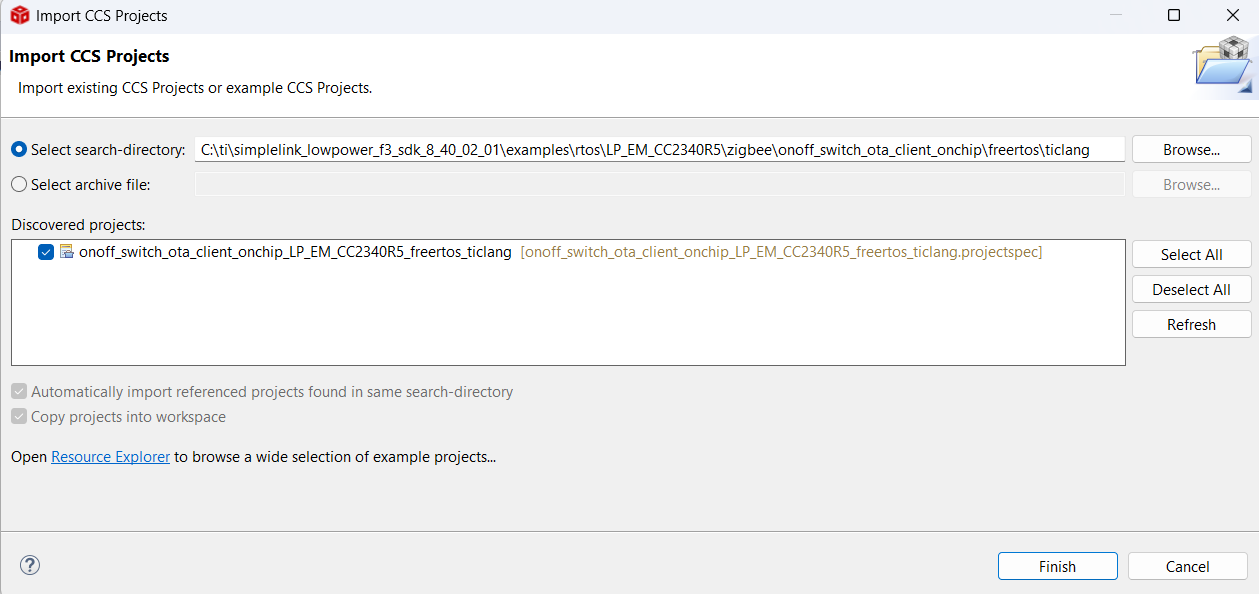 Import CCS Projects
Import CCS Projects
Import existing CCS Projects or example CCS Projects.
Select search-directory: C:\ti\simplelink_lowpower_f3_sdk_8_40_02_01\examples\rtos\LP_EM_CC2340R5\zigbee\onoff_switch_ota_client_onchip\freertos\ticlang Browse...
Select archive file: Browse...
Discovered projects:
onoff_switch_ota_client_onchip_LP_EM_CC2340R5_freertos_ticlang [onoff_switch_ota_client_onchip_LP_EM_CC2340R5_freertos_ticlang.projectspec]
Select All
Deselect All
Refresh
Automatically import referenced projects found in same search-directory
Copy projects into workspace
Open Resource Explorer to browse a wide selection of example projects...
? Finish Cancel